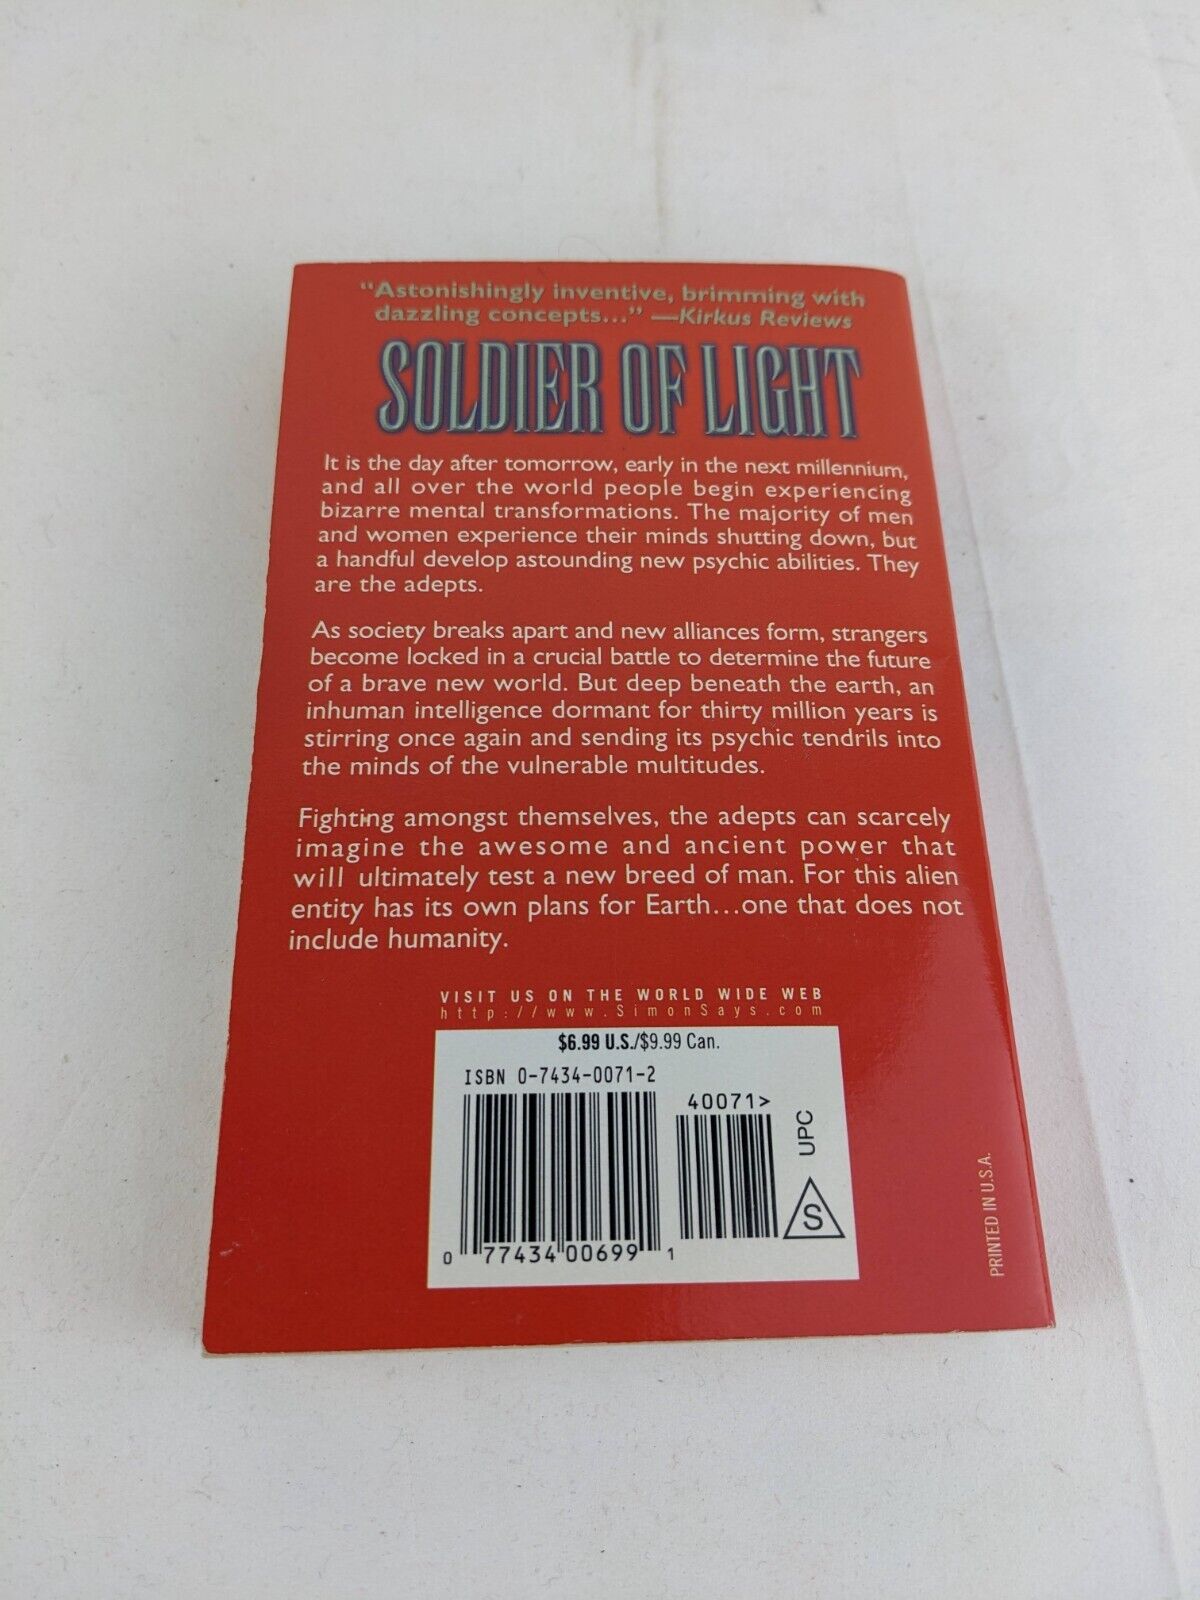 "Astonishingly inventive, brimming with
dazzling concepts..." —Kirkus Reviews
SOLDIER OF LIGHT
It is the day after tomorrow, early in the next millennium,
and all over the world people begin experiencing
bizarre mental transformations. The majority of men
and women experience their minds shutting down, but
a handful develop astounding new psychic abilities. They
are the adepts.
As society breaks apart and new alliances form, strangers
become locked in a crucial battle to determine the future
of a brave new world. But deep beneath the earth, an
inhuman intelligence dormant for thirty million years is
stirring once again and sending its psychic tendrils into
the minds of the vulnerable multitudes.
Fighting amongst themselves, the adepts can scarcely
imagine the awesome and ancient power that
will ultimately test a new breed of man. For this alien
entity has its own plans for Earth...one that does not
include humanity.
VISIT US ON THE WORLD WIDE WEB
http://www.SimonSays.com
$6.99 U.S./$9.99 Can.
ISBN 0-7434-0071-2
40071>
0 77434 00699 1
UPC
S
PRINTED IN U.S.A.